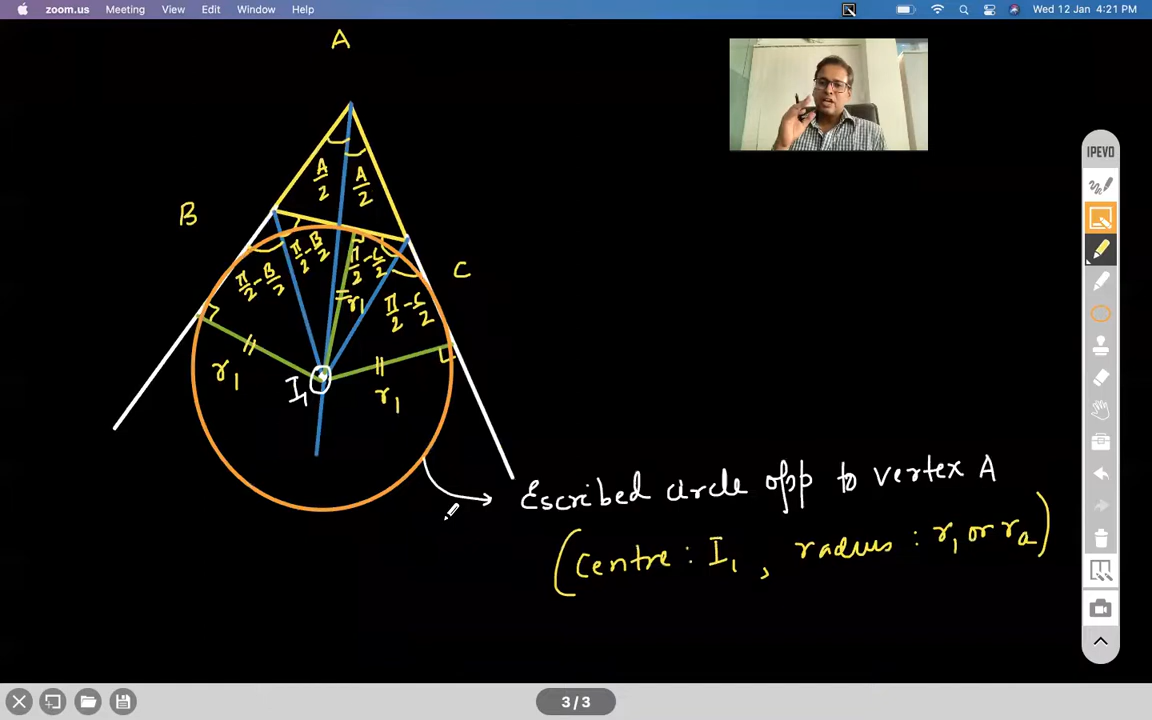 zoom.us Meeting View Edit Window Help
Wed 12 Jan 4:21 PM
A
IPEVO
A/2
A/2
B
π/2-B/2
π/2-B/2
π/2-C/2
C
π/2-C/2
r₁
r₁
I₁
r₁
Escribed circle opp to vertex A
(Centre : I₁, radius : r₁ or ra)
3 / 3